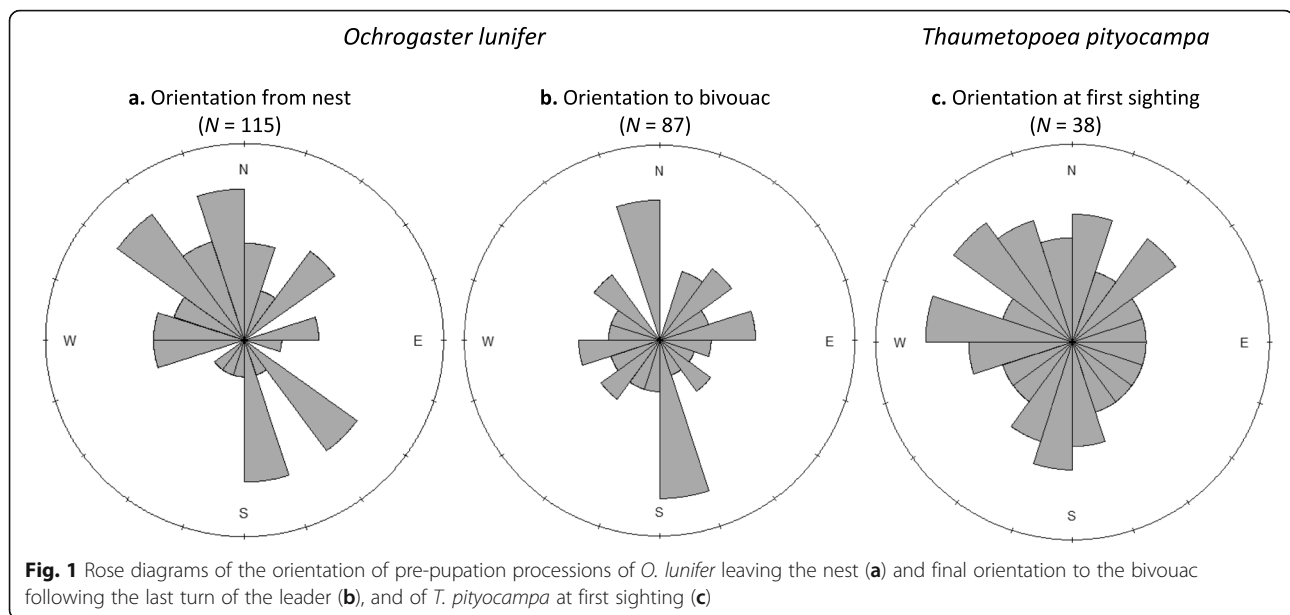 Ochrogaster lunifer
Thaumetopoea pityocampa
a. Orientation from nest
(N = 115)
b. Orientation to bivouac
(N = 87)
c. Orientation at first sighting
(N = 38)
N
W
E
S
N
W
E
S
N
W
E
S
Fig. 1 Rose diagrams of the orientation of pre-pupation processions of O. lunifer leaving the nest (a) and final orientation to the bivouac
following the last turn of the leader (b), and of T. pityocampa at first sighting (c)